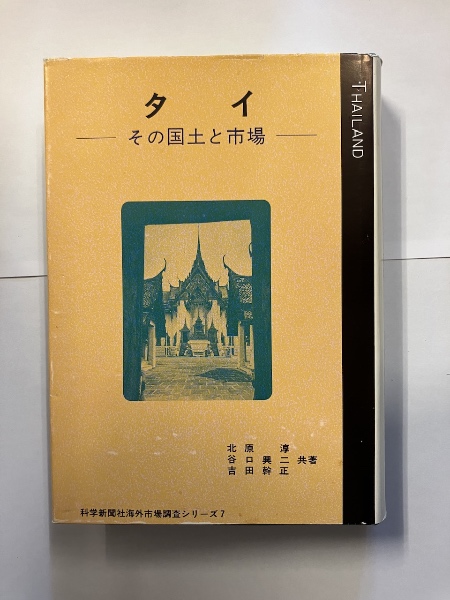 タイ
その国土と市場
THAILAND
北原 淳
谷口興二 共著
吉田幹正
科学新聞社海外市場調査シリーズ7